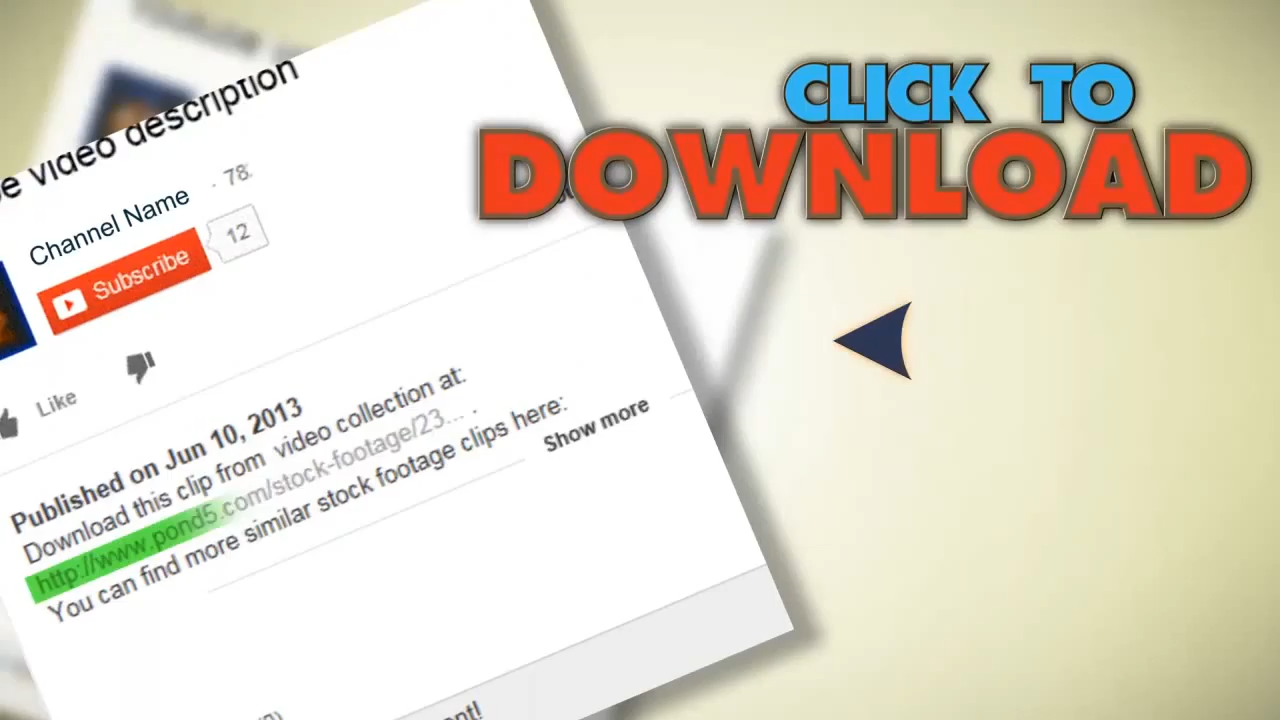 CLICK TO
DOWNLOAD
video description
Channel Name
78
Subscribe
12
Like
Published on Jun 10, 2013
Download this clip from video collection at:
http://www.pond5.com/stock-footage/23... .
You can find more similar stock footage clips here:
Show more